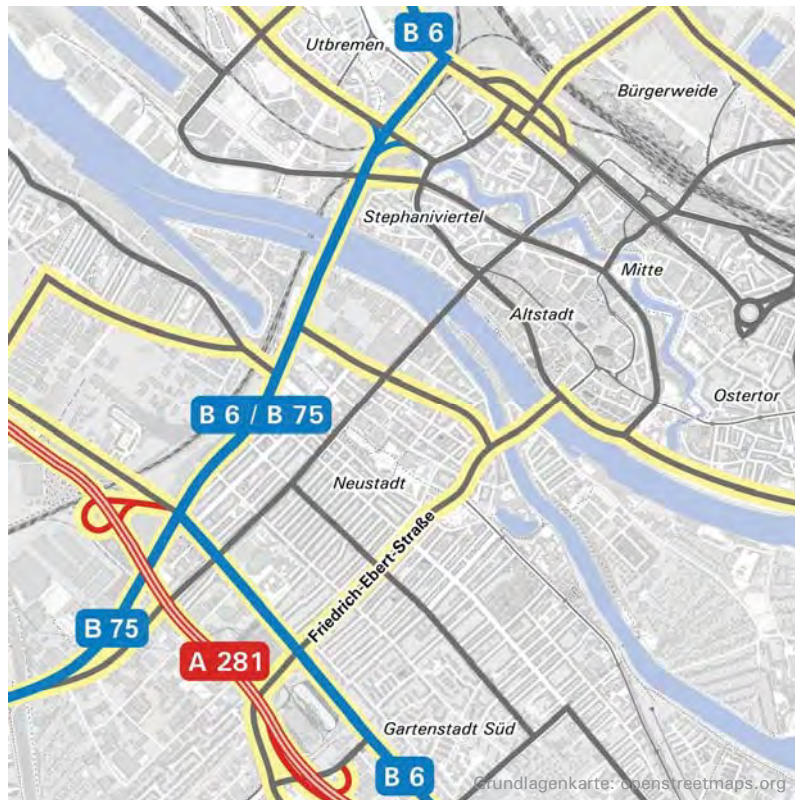 B 6
Utbremen
Bürgerweide
Stephaniviertel
Mitte
Altstadt
Ostertor
B 6 / B 75
Neustadt
Friedrich-Ebert-Straße
B 75
A 281
Gartenstadt Süd
B 6
Grundlagenkarte: openstreetmaps.org